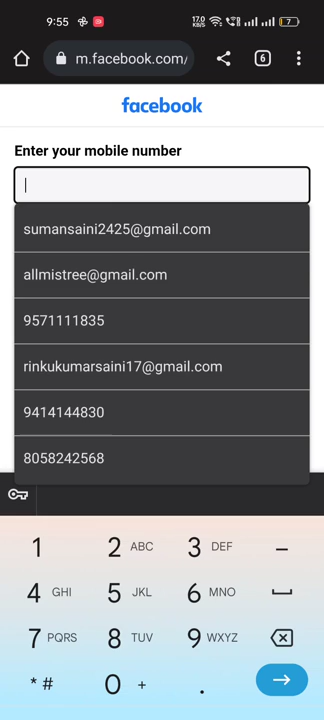 9:55 17.0 KB/S 7
m.facebook.com/ 6
facebook
Enter your mobile number
sumansaini2425@gmail.com
allmistree@gmail.com
9571111835
rinkukumarsaini17@gmail.com
9414144830
8058242568
1 2 ABC 3 DEF –
4 GHI 5 JKL 6 MNO
7 PQRS 8 TUV 9 WXYZ
* # 0 + .